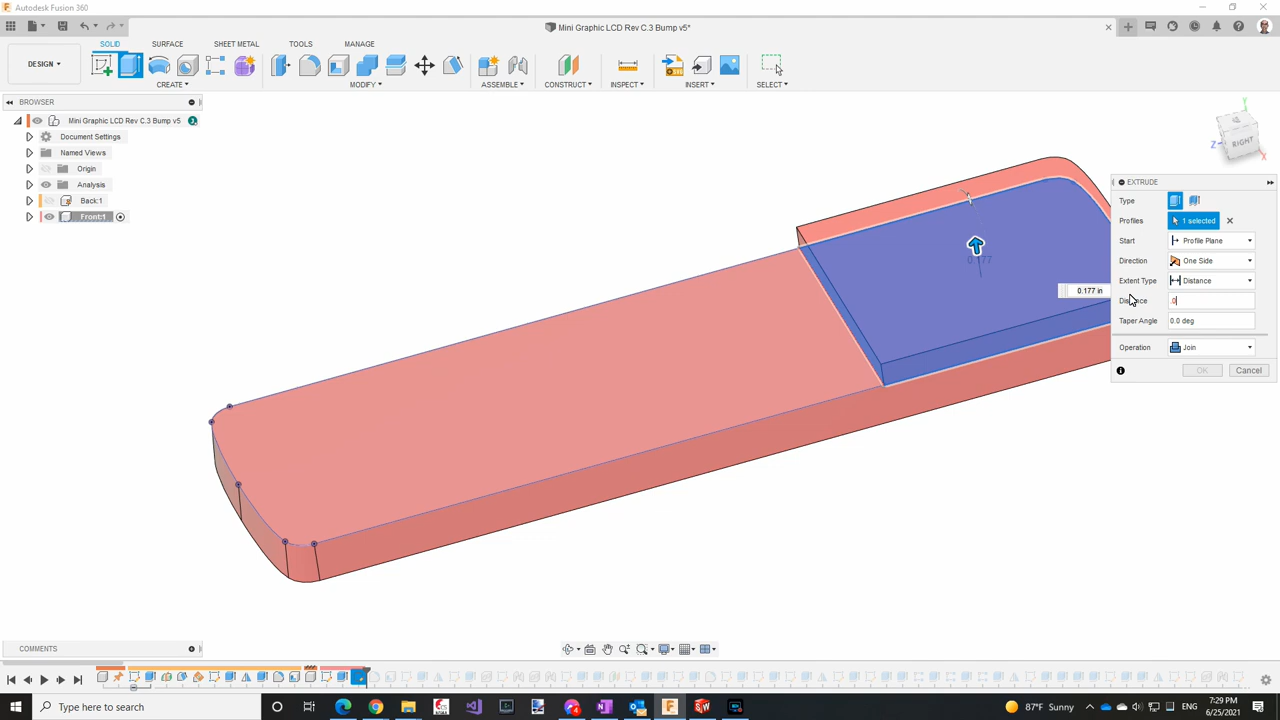 Autodesk Fusion 360
Mini Graphic LCD Rev C.3 Bump v5*
SOLID SURFACE SHEET METAL TOOLS MANAGE
DESIGN
CREATE MODIFY ASSEMBLE CONSTRUCT INSPECT INSERT SELECT
BROWSER
Mini Graphic LCD Rev C.3 Bump v5
Document Settings
Named Views
Origin
Analysis
Back:1
Front:1
Y
Z
X
RIGHT
EXTRUDE
Type
Profiles 1 selected
Start Profile Plane
Direction One Side
Extent Type Distance
Distance .0
Taper Angle 0.0 deg
Operation Join
OK Cancel
0.177
0.177 in
COMMENTS
Type here to search
87°F Sunny
7:29 PM
6/25/2021